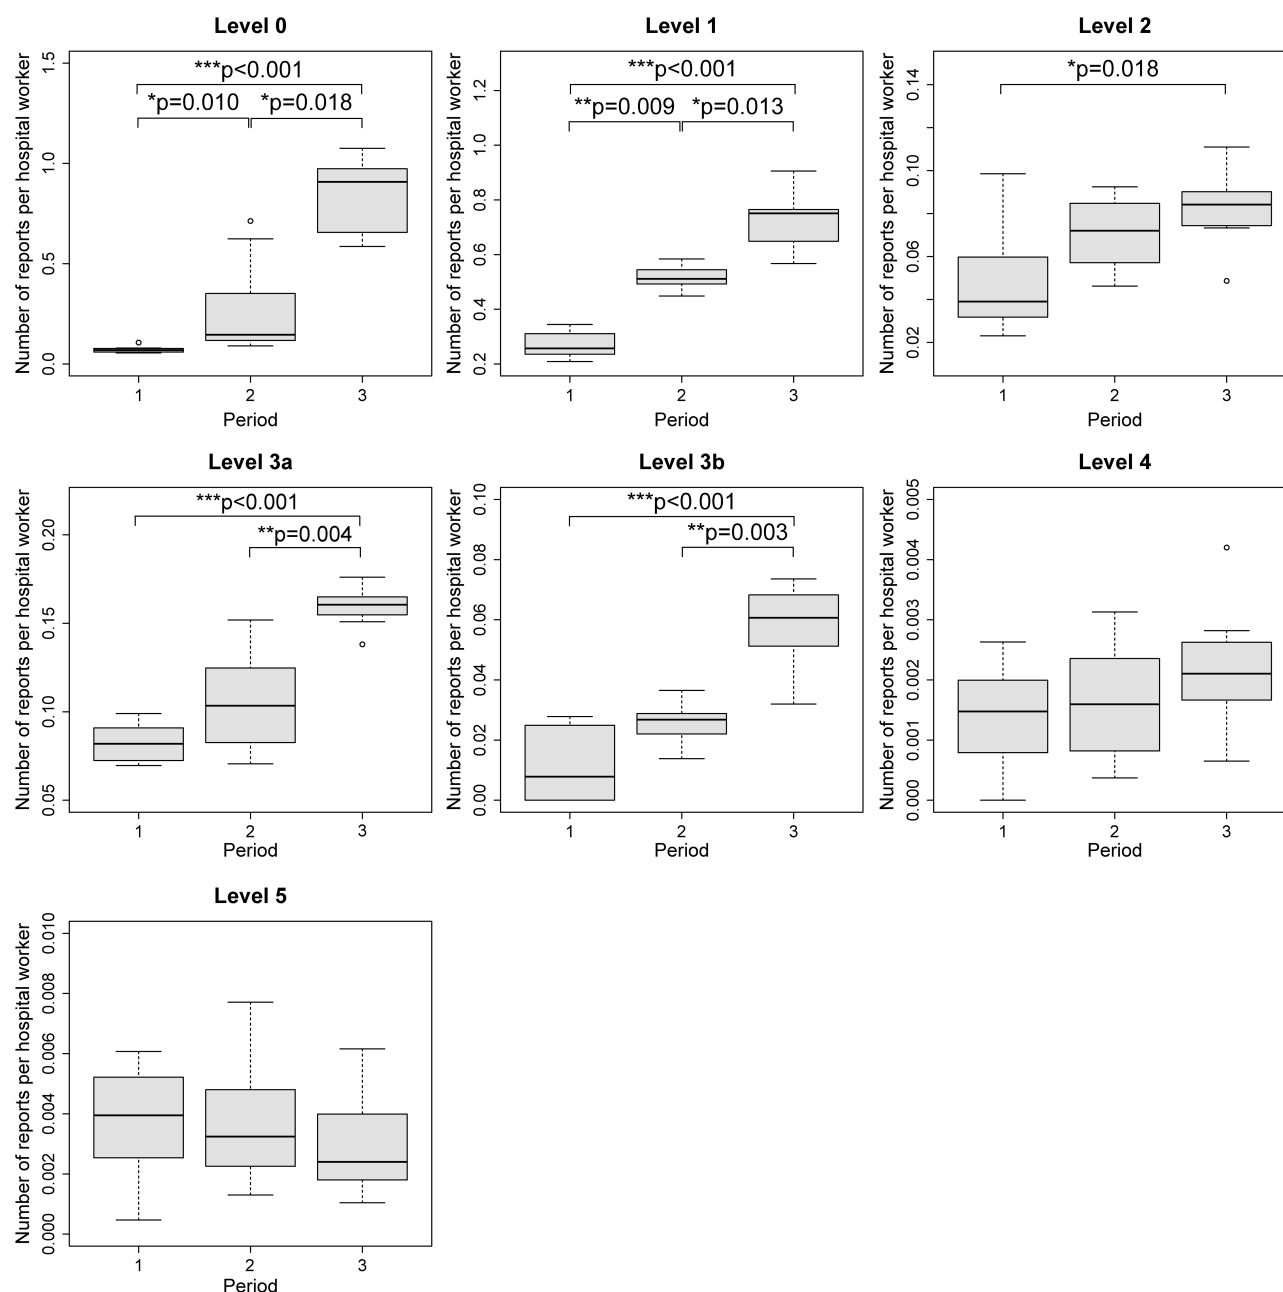 Level 0
Number of reports per hospital worker
1.5
1.0
0.5
0.0
***p<0.001
*p=0.010
*p=0.018
1
2
3
Period
Level 1
Number of reports per hospital worker
1.2
1.0
0.8
0.6
0.4
0.2
***p<0.001
**p=0.009
*p=0.013
1
2
3
Period
Level 2
Number of reports per hospital worker
0.14
0.10
0.06
0.02
*p=0.018
1
2
3
Period
Level 3a
Number of reports per hospital worker
0.20
0.15
0.10
0.05
***p<0.001
**p=0.004
1
2
3
Period
Level 3b
Number of reports per hospital worker
0.10
0.08
0.06
0.04
0.02
0.00
***p<0.001
**p=0.003
1
2
3
Period
Level 4
Number of reports per hospital worker
0.005
0.004
0.003
0.002
0.001
0.000
1
2
3
Period
Level 5
Number of reports per hospital worker
0.010
0.008
0.006
0.004
0.002
0.000
1
2
3
Period